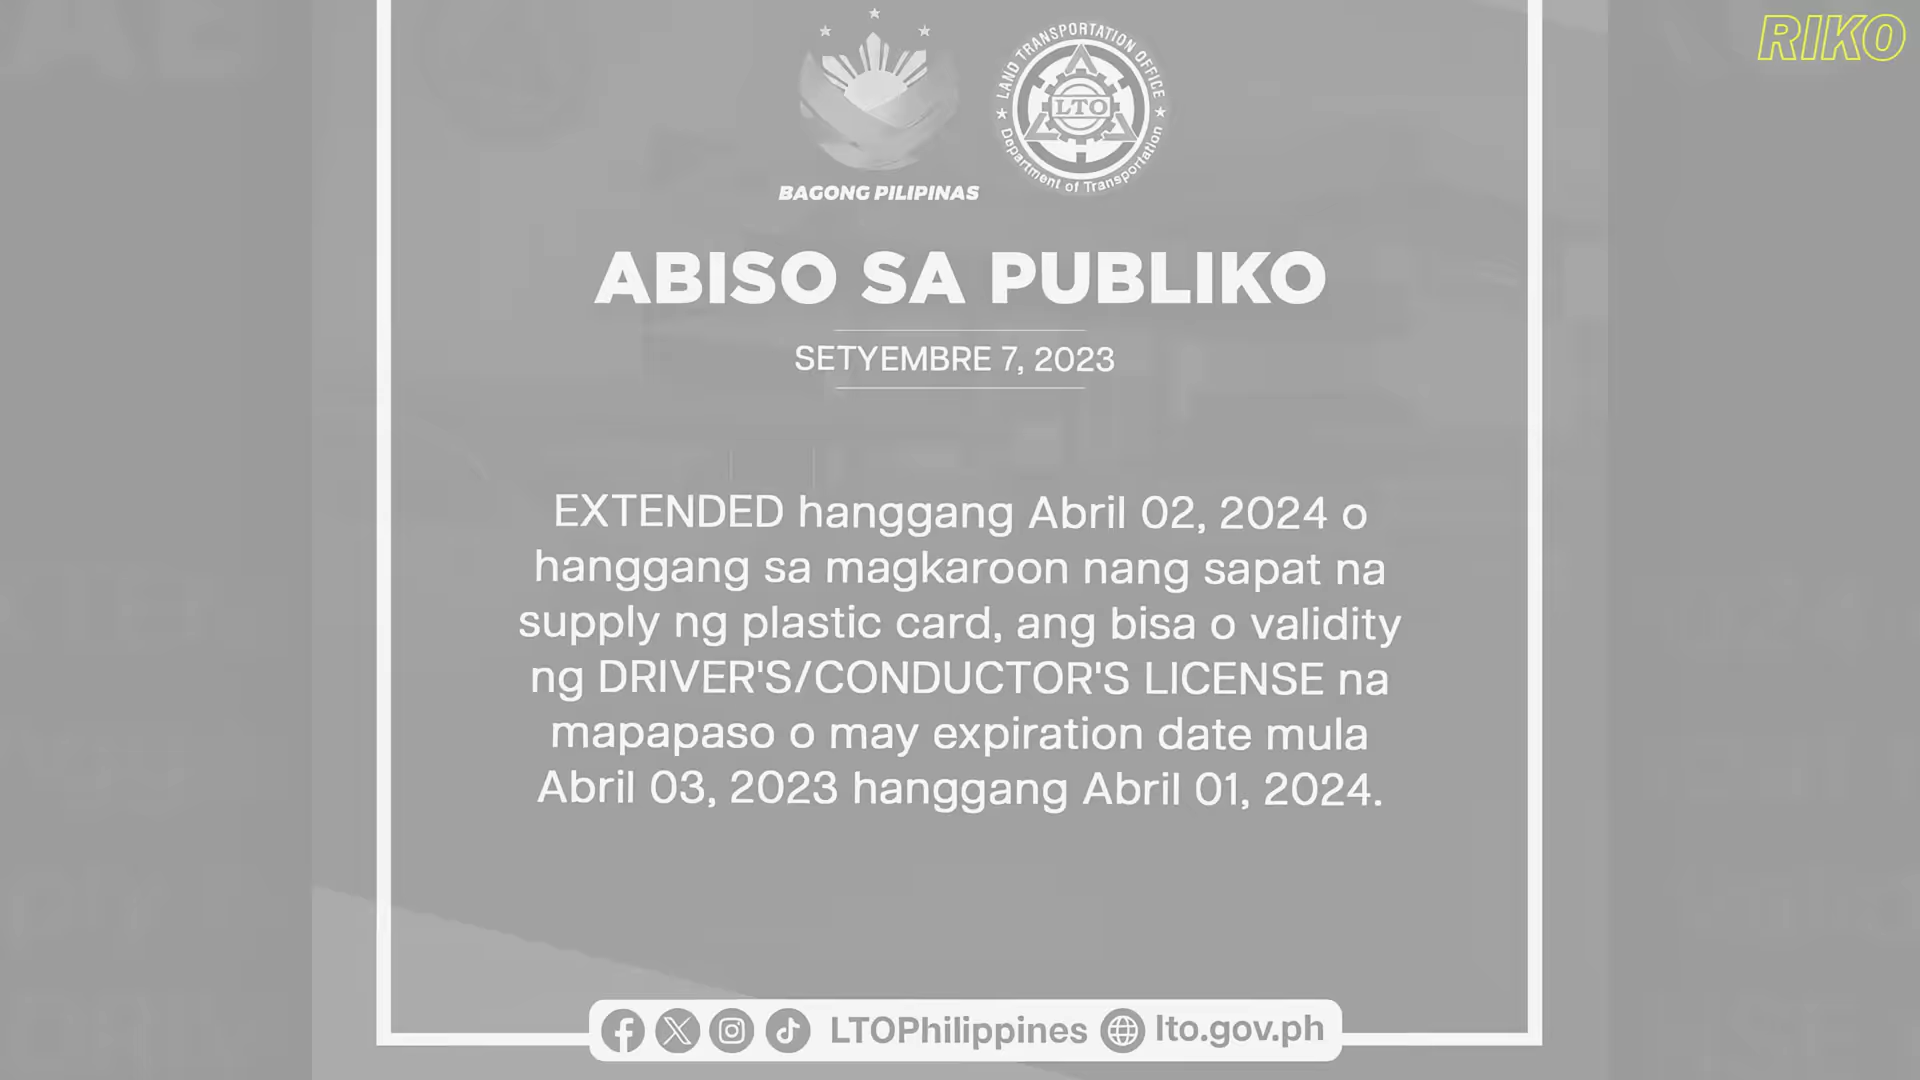 RIKO
LAND TRANSPORTATION OFFICE
LTO
Department of Transportation
BAGONG PILIPINAS
ABISO SA PUBLIKO
SETYEMBRE 7, 2023
EXTENDED hanggang Abril 02, 2024 o
hanggang sa magkaroon nang sapat na
supply ng plastic card, ang bisa o validity
ng DRIVER'S/CONDUCTOR'S LICENSE na
mapapaso o may expiration date mula
Abril 03, 2023 hanggang Abril 01, 2024.
LTOPhilippines lto.gov.ph